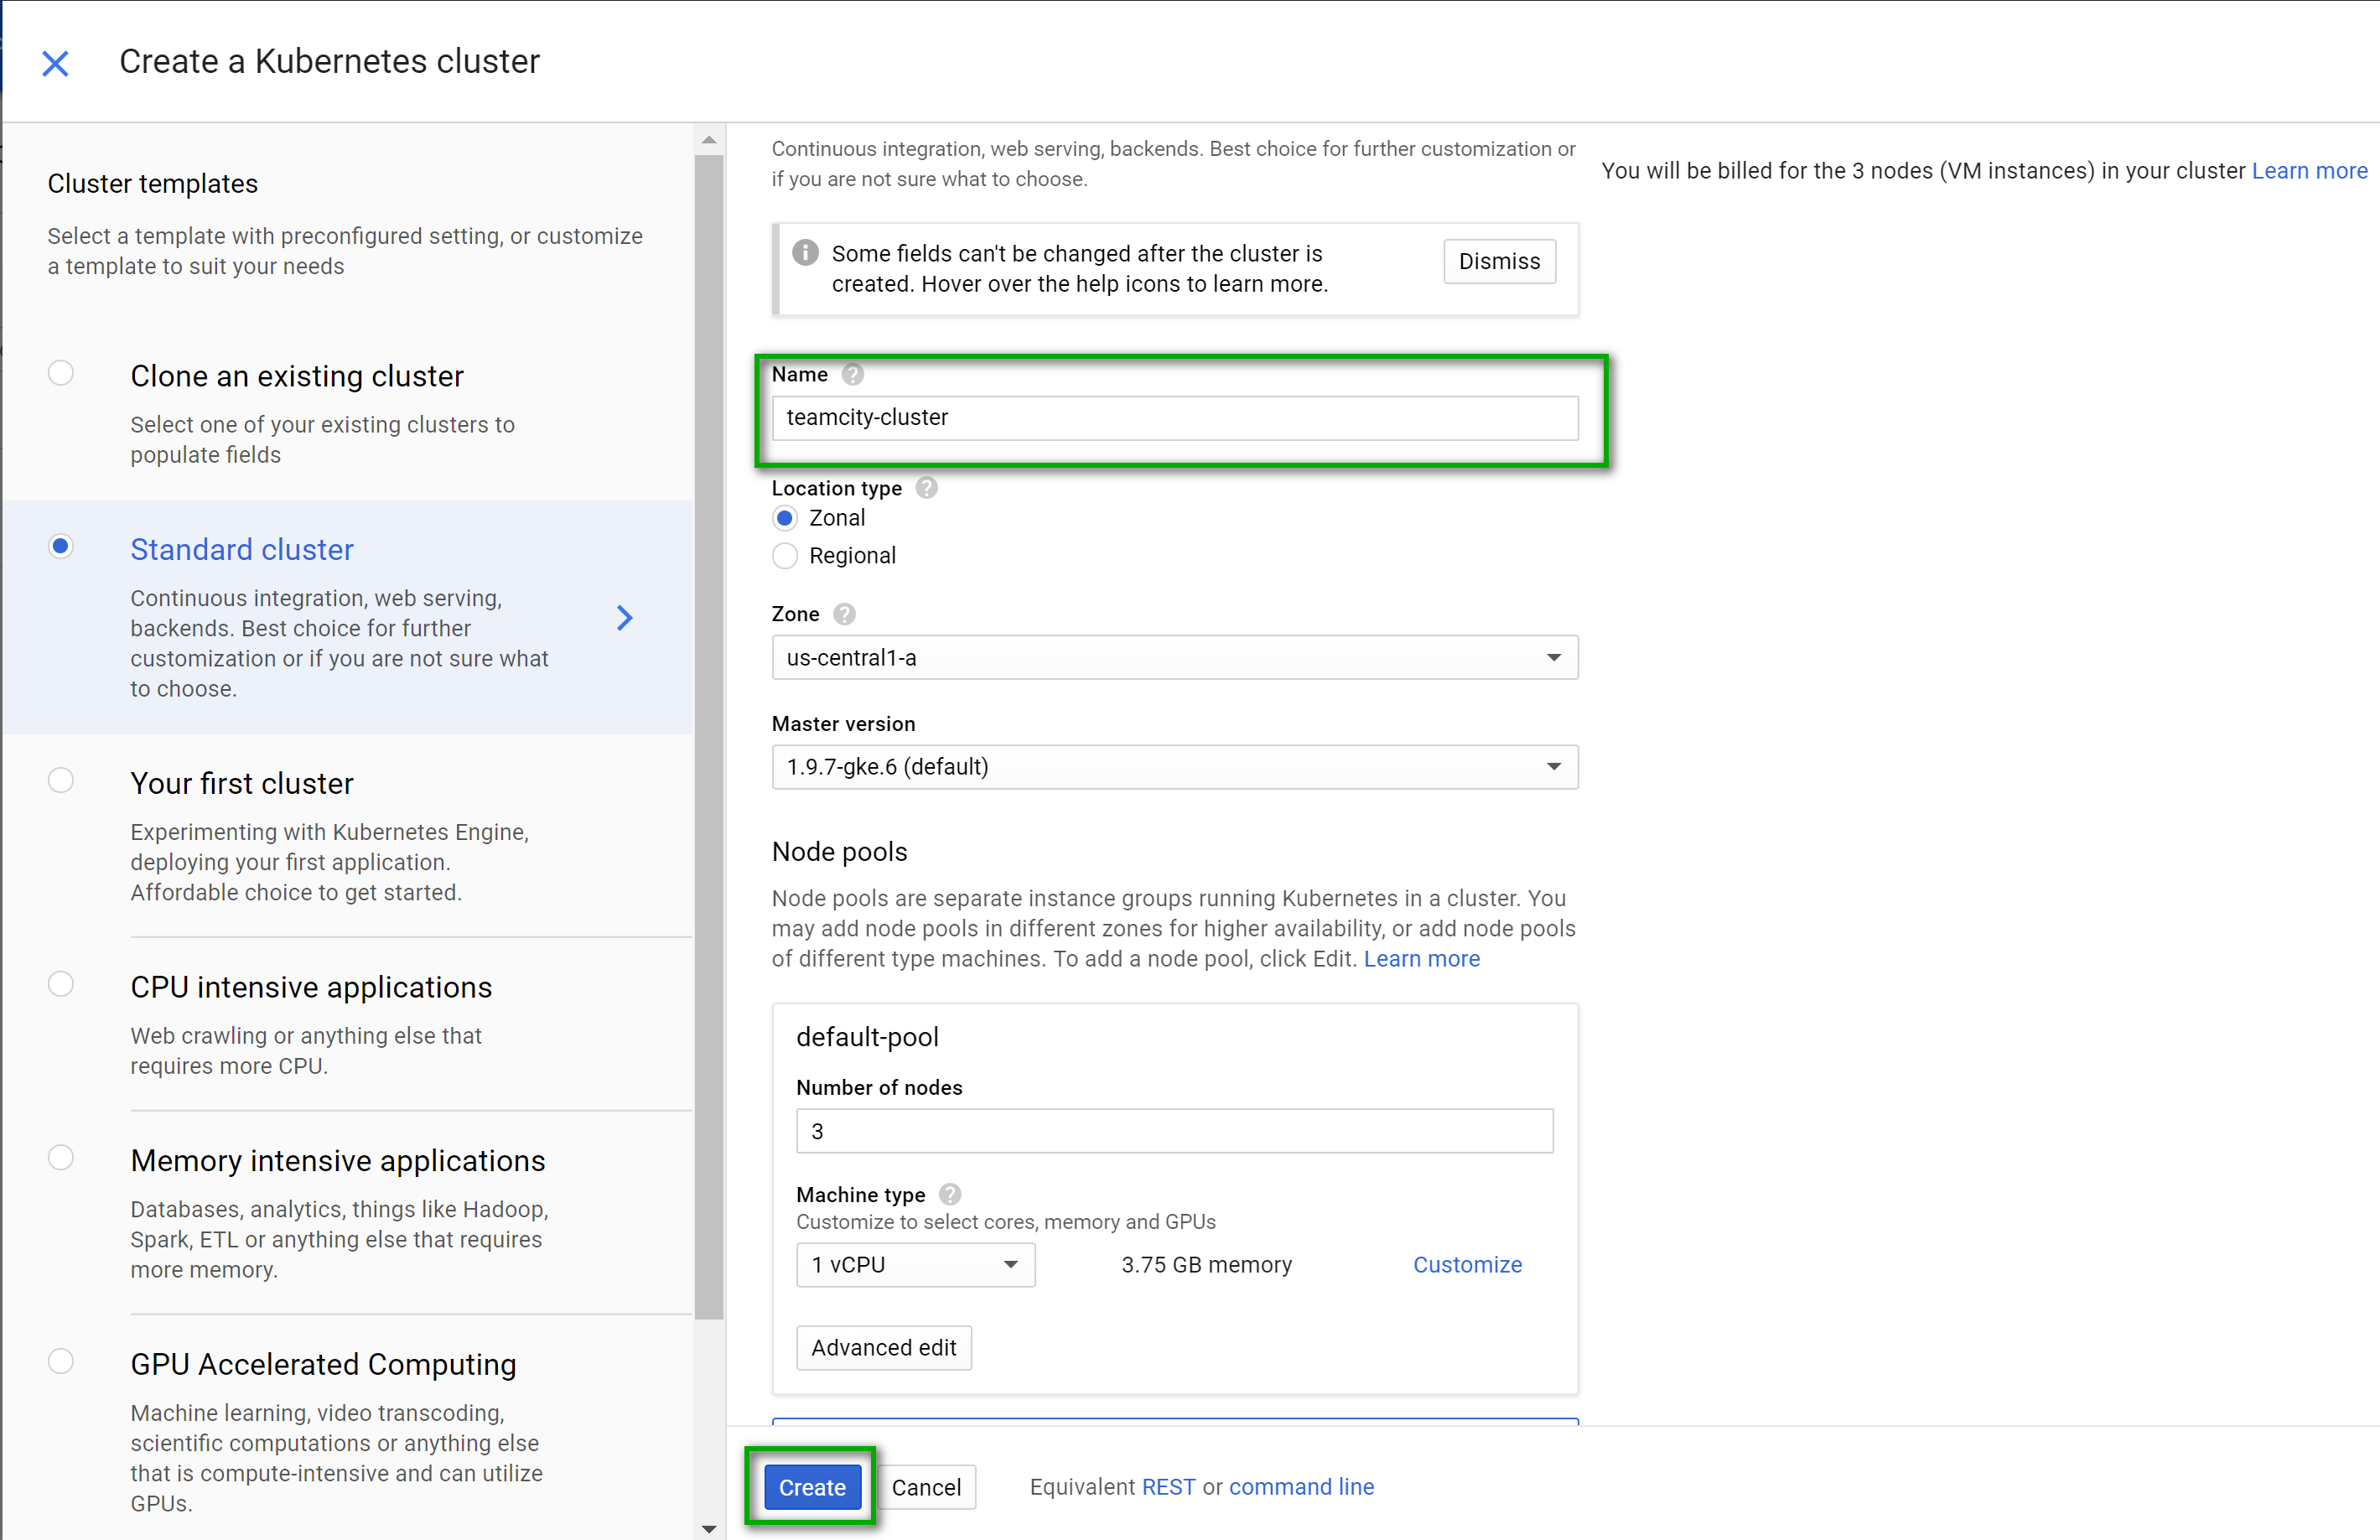 Create a Kubernetes cluster
Cluster templates
Select a template with preconfigured setting, or customize
a template to suit your needs
Clone an existing cluster
Select one of your existing clusters to
populate fields
Standard cluster
Continuous integration, web serving,
backends. Best choice for further
customization or if you are not sure what
to choose.
Your first cluster
Experimenting with Kubernetes Engine,
deploying your first application.
Affordable choice to get started.
CPU intensive applications
Web crawling or anything else that
requires more CPU.
Memory intensive applications
Databases, analytics, things like Hadoop,
Spark, ETL or anything else that requires
more memory.
GPU Accelerated Computing
Machine learning, video transcoding,
scientific computations or anything else
that is compute-intensive and can utilize
GPUs.
Continuous integration, web serving, backends. Best choice for further customization or
if you are not sure what to choose.
Some fields can't be changed after the cluster is
created. Hover over the help icons to learn more.
Dismiss
Name
teamcity-cluster
Location type
Zonal
Regional
Zone
us-central1-a
Master version
1.9.7-gke.6 (default)
Node pools
Node pools are separate instance groups running Kubernetes in a cluster. You
may add node pools in different zones for higher availability, or add node pools
of different type machines. To add a node pool, click Edit. Learn more
default-pool
Number of nodes
3
Machine type
Customize to select cores, memory and GPUs
1 vCPU 3.75 GB memory Customize
Advanced edit
Create Cancel Equivalent REST or command line
You will be billed for the 3 nodes (VM instances) in your cluster Learn more